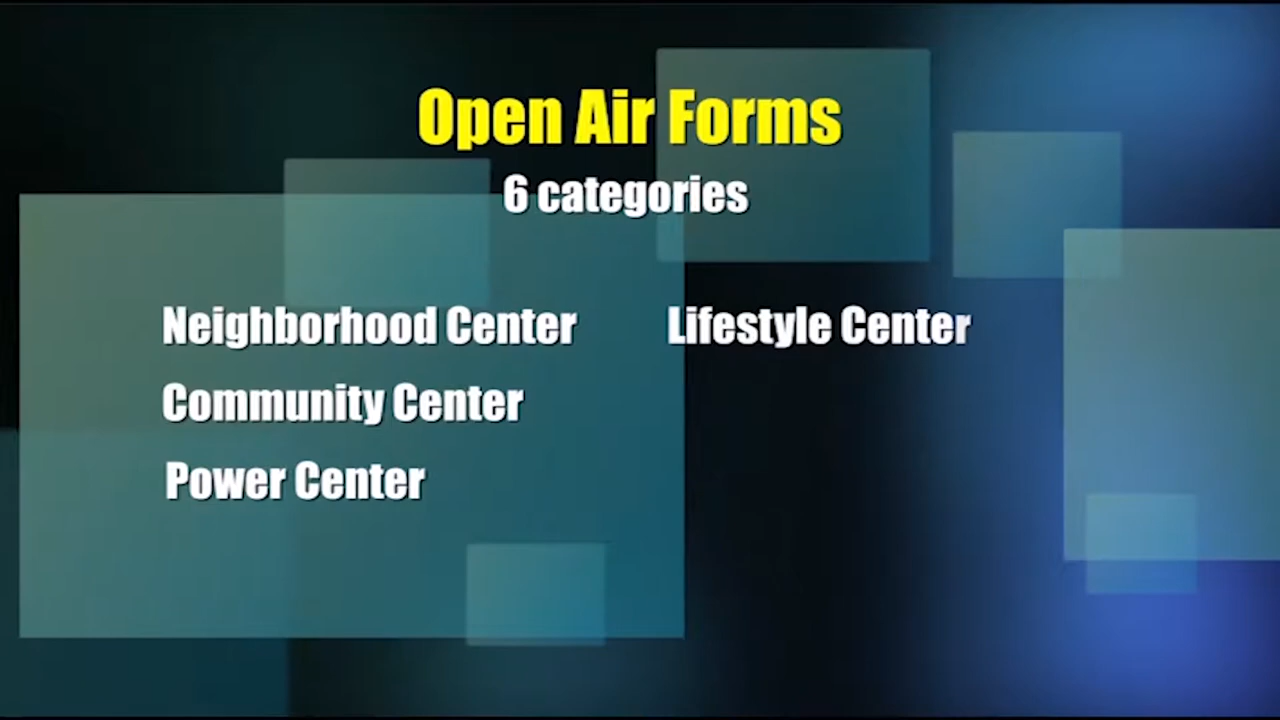 Open Air Forms
6 categories
Neighborhood Center
Community Center
Power Center
Lifestyle Center